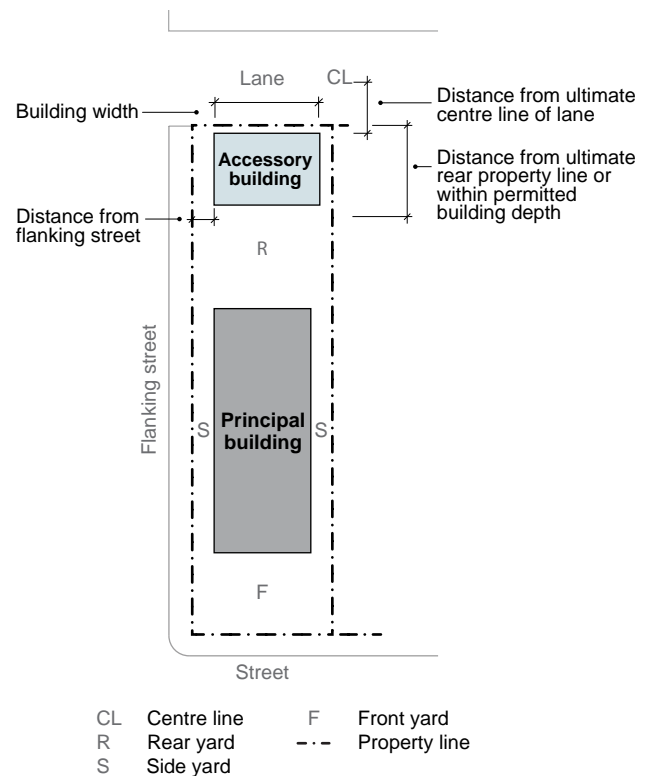 Lane
CL
Building width
Distance from ultimate
centre line of lane
Accessory
building
Distance from ultimate
rear property line or
within permitted
building depth
Distance from
flanking street
R
Flanking street
S
Principal
building
S
F
Street
CL Centre line
R Rear yard
S Side yard
F Front yard
Property line